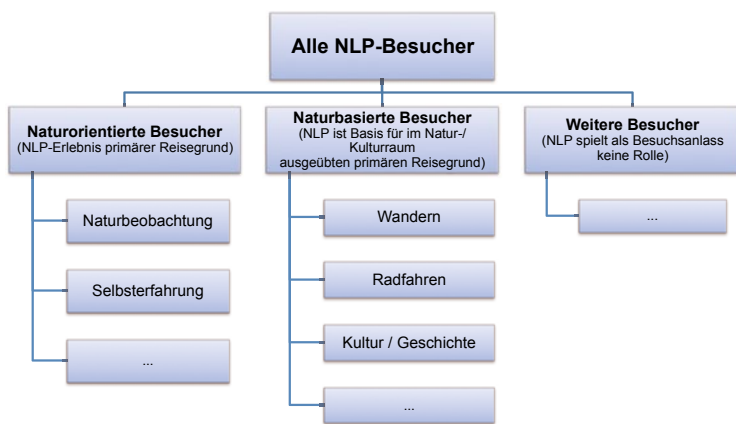 Alle NLP-Besucher
Naturorientierte Besucher
(NLP-Erlebnis primärer Reisegrund)
Naturbeobachtung
Selbsterfahrung
...
Naturbasierte Besucher
(NLP ist Basis für im Natur-/
Kulturraum
ausgeübten primären Reisegrund)
Wandern
Radfahren
Kultur / Geschichte
...
Weitere Besucher
(NLP spielt als Besuchsanlass
keine Rolle)
...